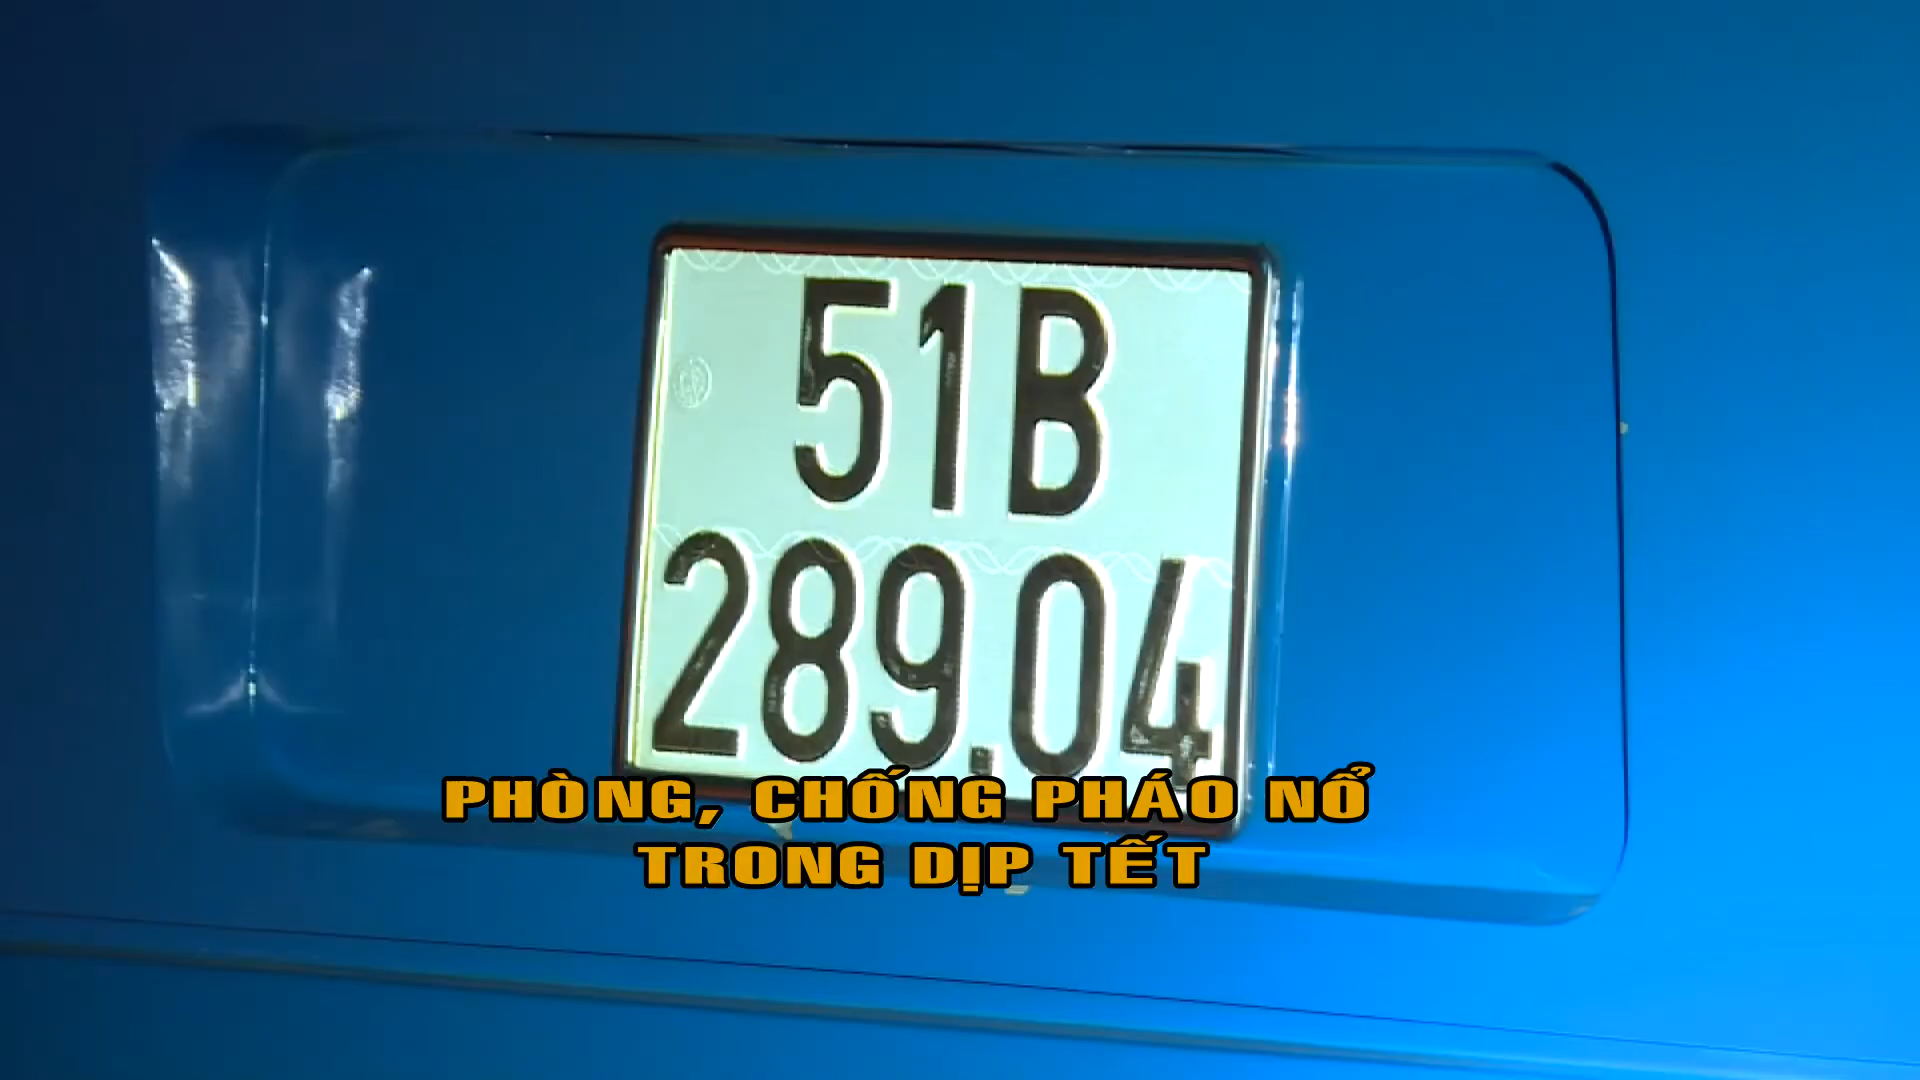 51B
289.04
PHÒNG, CHỐNG PHÁO NỔ
TRONG DỊP TẾT